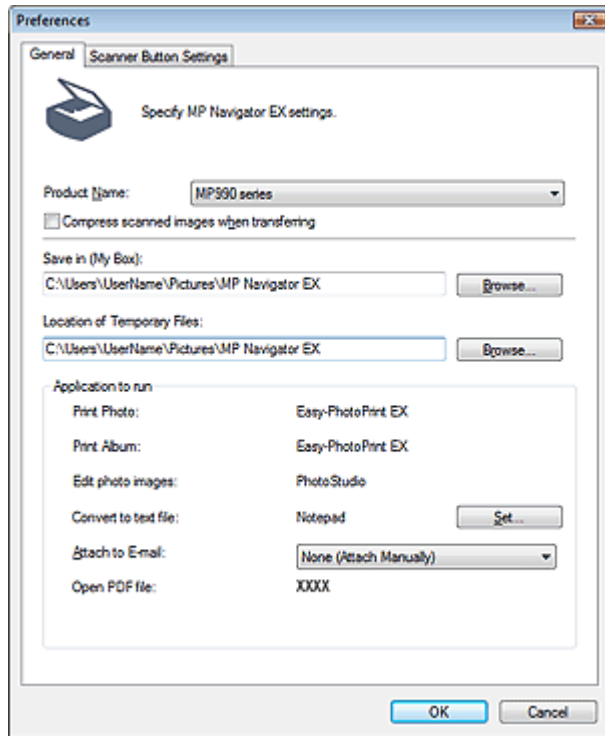 Preferences
General Scanner Button Settings
Specify MP Navigator EX settings.
Product Name: MP990 series
Compress scanned images when transferring
Save in (My Box):
C:\Users\UserName\Pictures\MP Navigator EX Browse...
Location of Temporary Files:
C:\Users\UserName\Pictures\MP Navigator EX Browse...
Application to run
Print Photo: Easy-PhotoPrint EX
Print Album: Easy-PhotoPrint EX
Edit photo images: PhotoStudio
Convert to text file: Notepad Set...
Attach to E-mail: None (Attach Manually)
Open PDF file: XXXX
OK Cancel